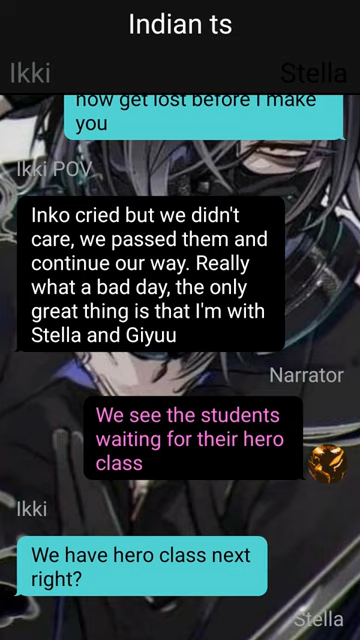 Indian ts
Ikki
Stella
now get lost before I make
you
Ikki POV
Inko cried but we didn't
care, we passed them and
continue our way. Really
what a bad day, the only
great thing is that I'm with
Stella and Giyuu
Narrator
We see the students
waiting for their hero
class
Ikki
We have hero class next
right?
Stella